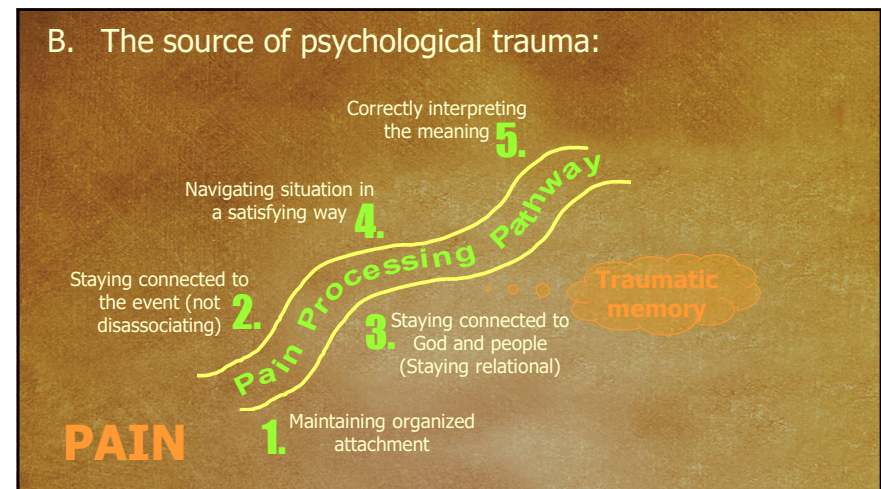 B. The source of psychological trauma:
Correctly interpreting
the meaning 5.
Navigating situation in
a satisfying way 4.
Pain Processing Pathway
Staying connected to
the event (not
disassociating) 2.
Traumatic
memory
3. Staying connected to
God and people
(Staying relational)
PAIN
1. Maintaining organized
attachment